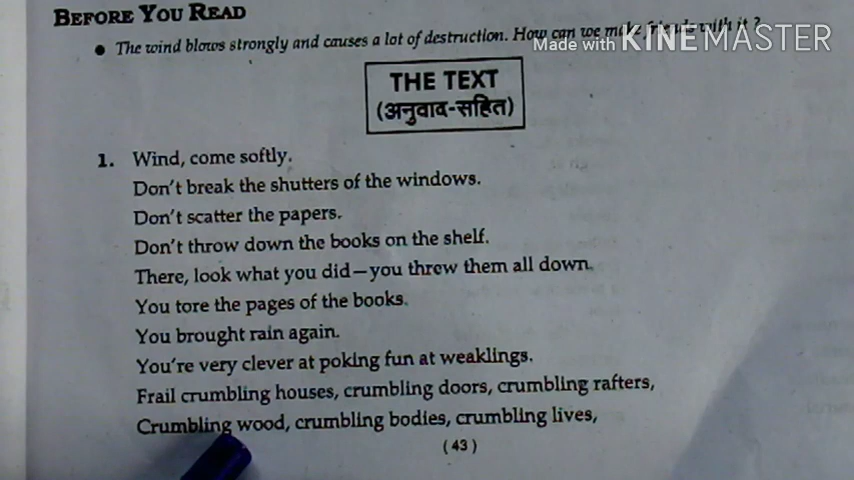 BEFORE YOU READ
• The wind blows strongly and causes a lot of destruction. How can we make friends with it?
Made with KINEMASTER
THE TEXT
(अनुवाद-सहित)
1. Wind, come softly.
Don't break the shutters of the windows.
Don't scatter the papers.
Don't throw down the books on the shelf.
There, look what you did—you threw them all down.
You tore the pages of the books.
You brought rain again.
You're very clever at poking fun at weaklings.
Frail crumbling houses, crumbling doors, crumbling rafters,
Crumbling wood, crumbling bodies, crumbling lives,
(43)